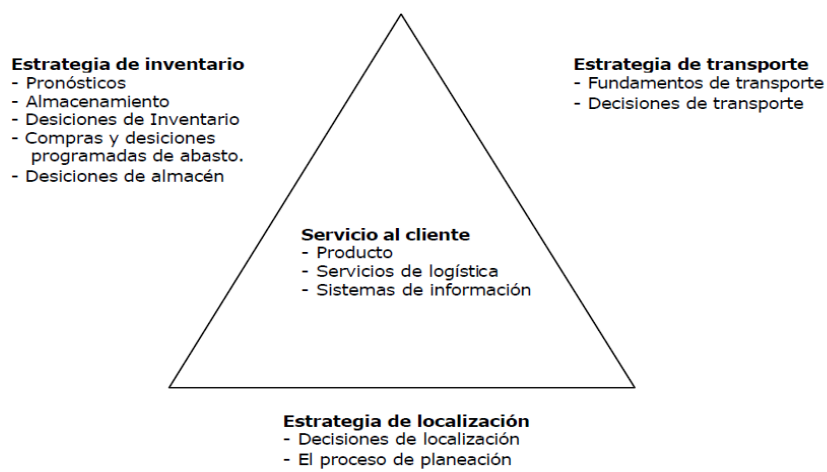 Estrategia de inventario
- Pronósticos
- Almacenamiento
- Desiciones de Inventario
- Compras y desiciones
programadas de abasto.
- Desiciones de almacén
Estrategia de transporte
- Fundamentos de transporte
- Decisiones de transporte
Servicio al cliente
- Producto
- Servicios de logística
- Sistemas de información
Estrategia de localización
- Decisiones de localización
- El proceso de planeación